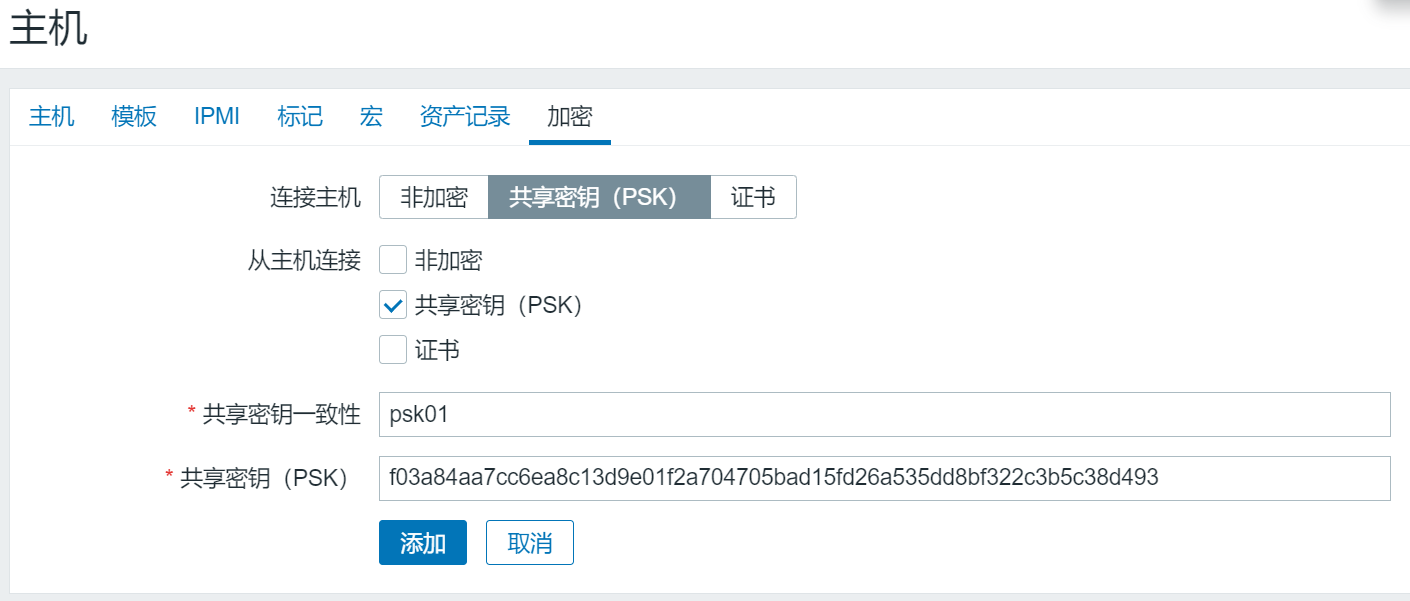 主机
主机 模板 IPMI 标记 宏 资产记录 加密
连接主机 非加密 共享密钥（PSK） 证书
从主机连接 非加密
共享密钥（PSK）
证书
* 共享密钥一致性 psk01
* 共享密钥（PSK） f03a84aa7cc6ea8c13d9e01f2a704705bad15fd26a535dd8bf322c3b5c38d493
添加 取消